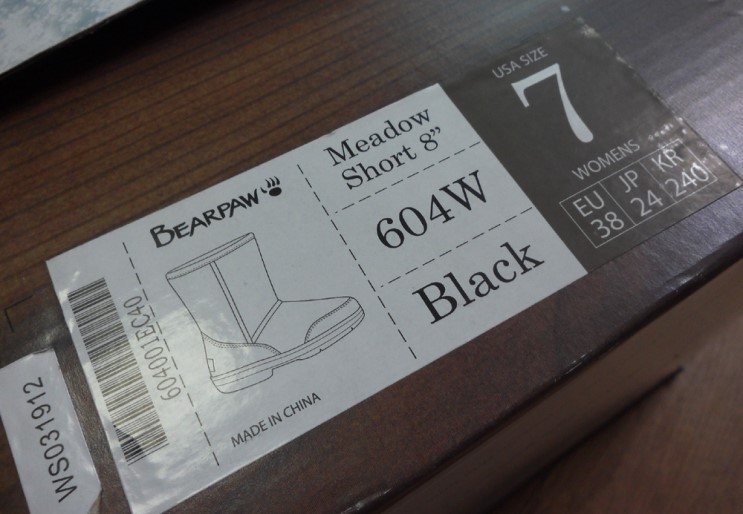 BEARPAW
Meadow
Short 8”
604W
Black
604001EC40
MADE IN CHINA
USA SIZE
7
WOMENS
EU JP KR
38 24 240
WS031912